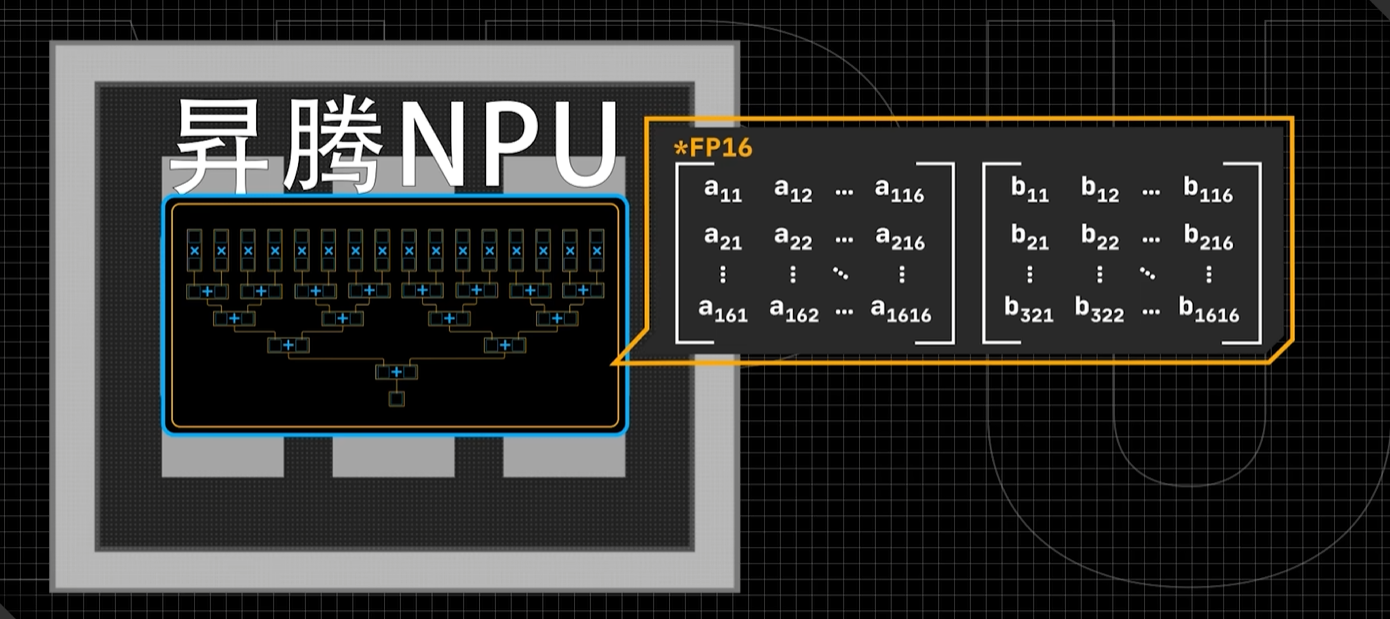 昇腾NPU
*FP16
a₁₁ a₁₂ … a₁₁₆
a₂₁ a₂₂ … a₂₁₆
⋮ ⋮ ⋱ ⋮
a₁₆₁ a₁₆₂ … a₁₆₁₆
b₁₁ b₁₂ … b₁₁₆
b₂₁ b₂₂ … b₂₁₆
⋮ ⋮ ⋱ ⋮
b₃₂₁ b₃₂₂ … b₁₆₁₆
× × × × × × × × × × × × × × × ×
+ + + + + + + +
+ + + +
+ +
+